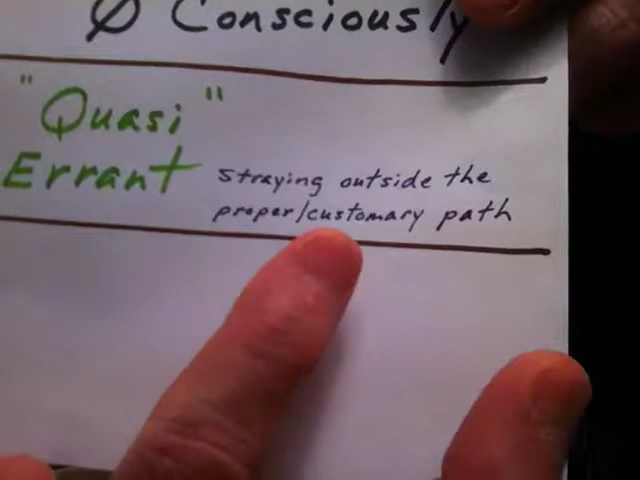 Ø Consciously
"Quasi"
Errant straying outside the
proper/customary path